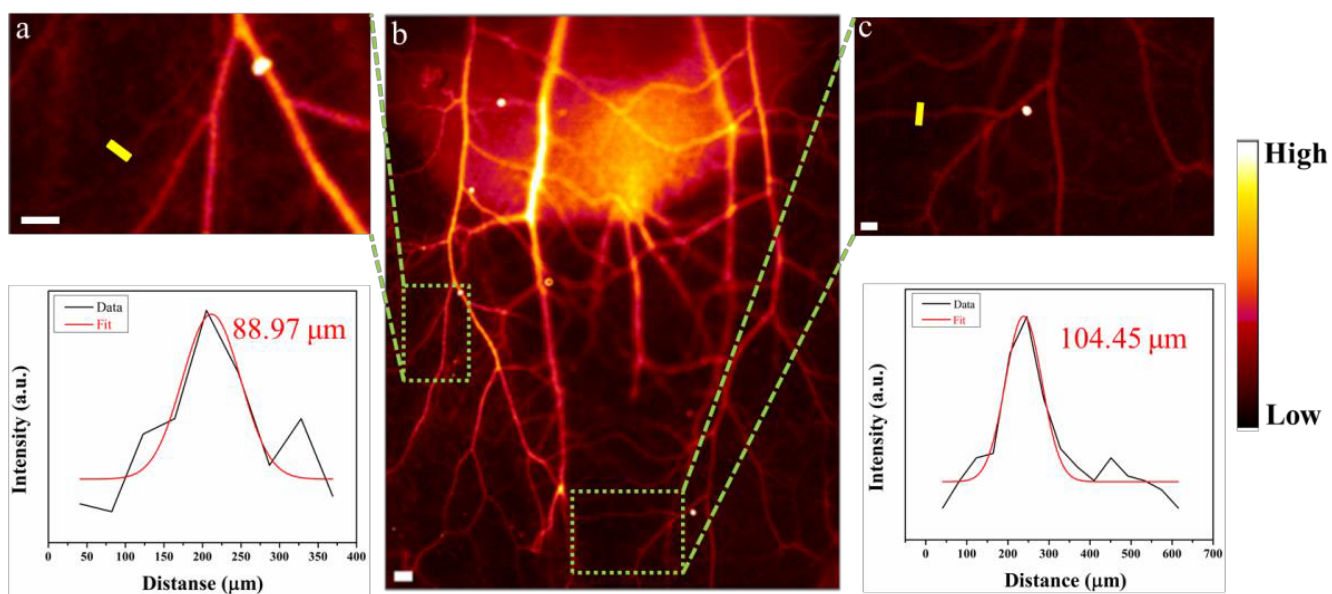 a
b
c
High
Low
Data
Fit
88.97 μm
Intensity (a.u.)
0 50 100 150 200 250 300 350 400
Distanse (μm)
Data
Fit
104.45 μm
Intensity (a.u.)
0 100 200 300 400 500 600 700
Distance (μm)